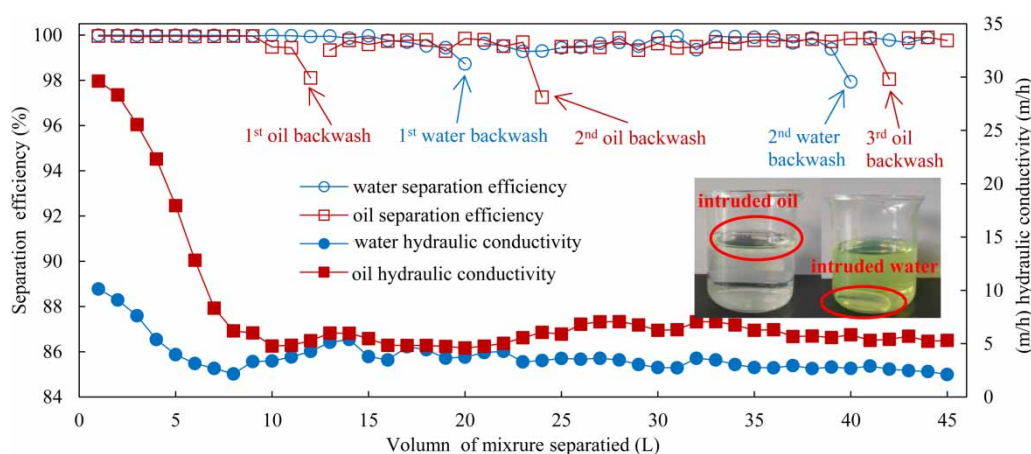 100
98
96
94
92
90
88
86
84
Separation efficiency (%)
0
5
10
15
20
25
30
35
40
45
Volumn of mixrure separatied (L)
35
30
25
20
15
10
5
0
(m/h) hydraulic conductivity (m/h)
1st oil backwash
1st water backwash
2nd oil backwash
2nd water
backwash
3rd oil
backwash
water separation efficiency
oil separation efficiency
water hydraulic conductivity
oil hydraulic conductivity
intruded oil
intruded water